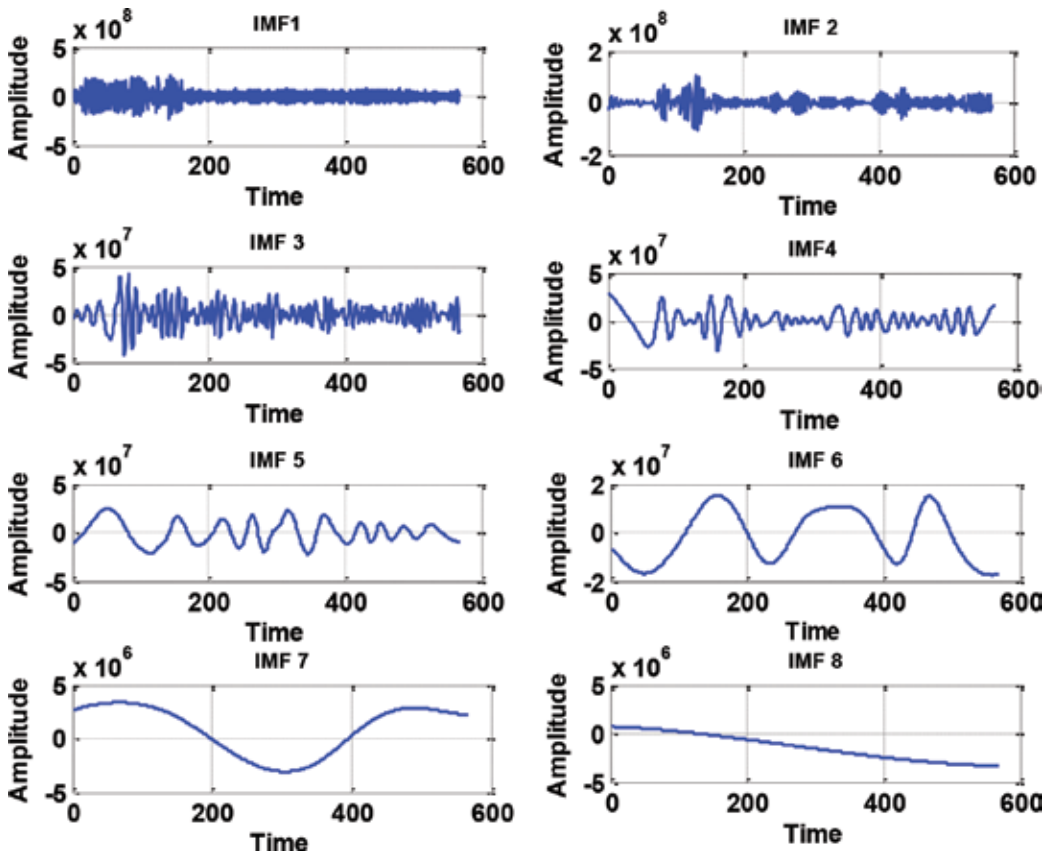 IMF1
x 10^8
Amplitude
5
0
-5
0 200 400 600
Time
IMF 2
x 10^8
Amplitude
2
0
-2
0 200 400 600
Time
IMF 3
x 10^7
Amplitude
5
0
-5
0 200 400 600
Time
IMF4
x 10^7
Amplitude
5
0
-5
0 200 400 600
Time
IMF 5
x 10^7
Amplitude
5
0
-5
0 200 400 600
Time
IMF 6
x 10^7
Amplitude
2
0
-2
0 200 400 600
Time
IMF 7
x 10^6
Amplitude
5
0
-5
0 200 400 600
Time
IMF 8
x 10^6
Amplitude
5
0
-5
0 200 400 600
Time